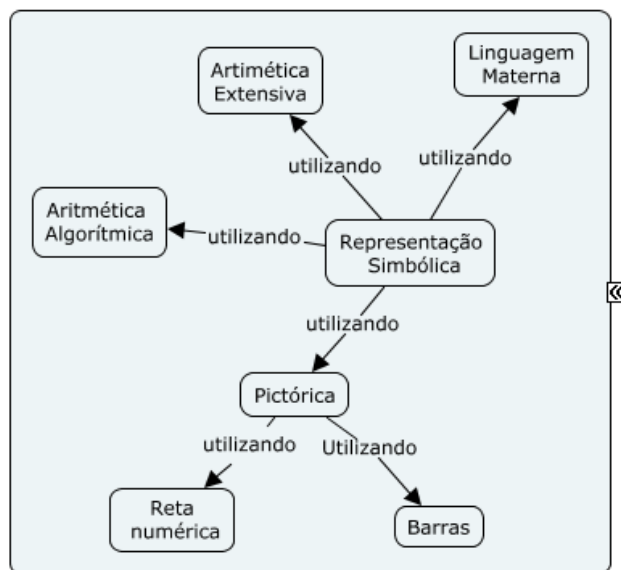 Artimética
Extensiva
Linguagem
Materna
utilizando
utilizando
Aritmética
Algorítmica
utilizando
Representação
Simbólica
utilizando
Pictórica
utilizando
Utilizando
Reta
numérica
Barras